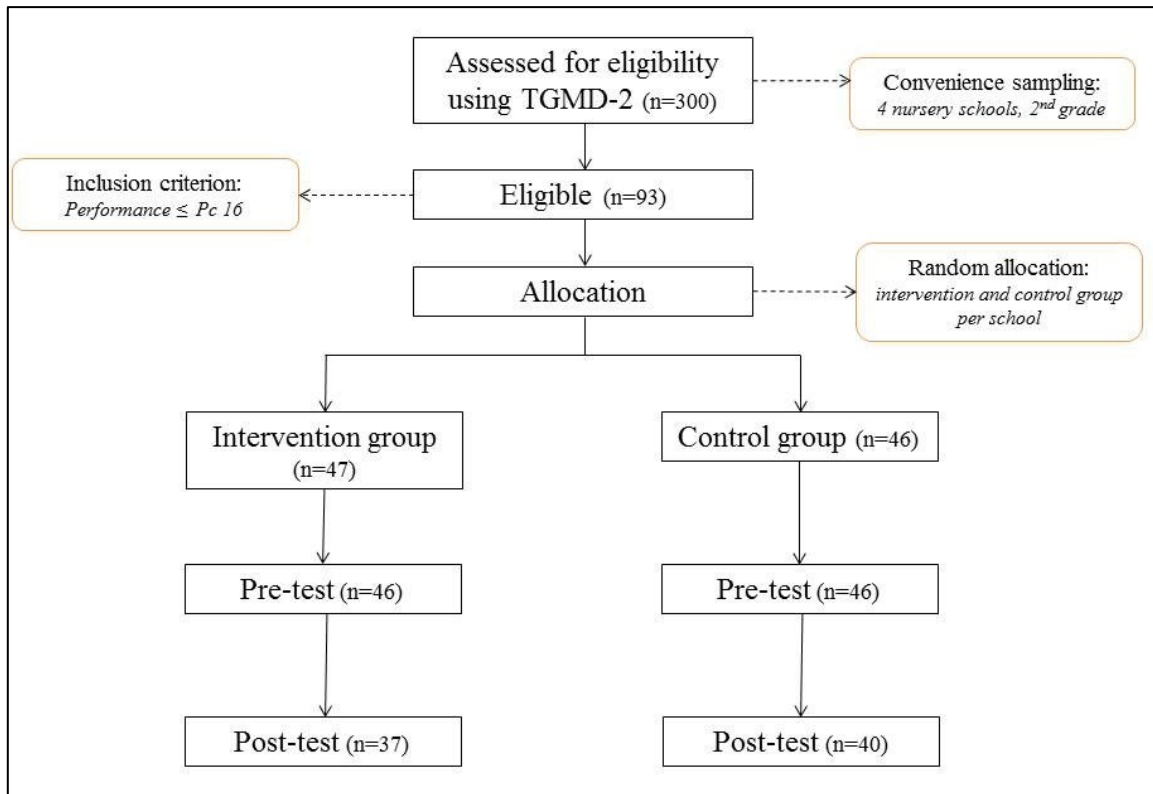 Assessed for eligibility
using TGMD-2 (n=300)
Convenience sampling:
4 nursery schools, 2nd grade
Inclusion criterion:
Performance ≤ Pc 16
Eligible (n=93)
Allocation
Random allocation:
intervention and control group
per school
Intervention group
(n=47)
Control group (n=46)
Pre-test (n=46)
Pre-test (n=46)
Post-test (n=37)
Post-test (n=40)